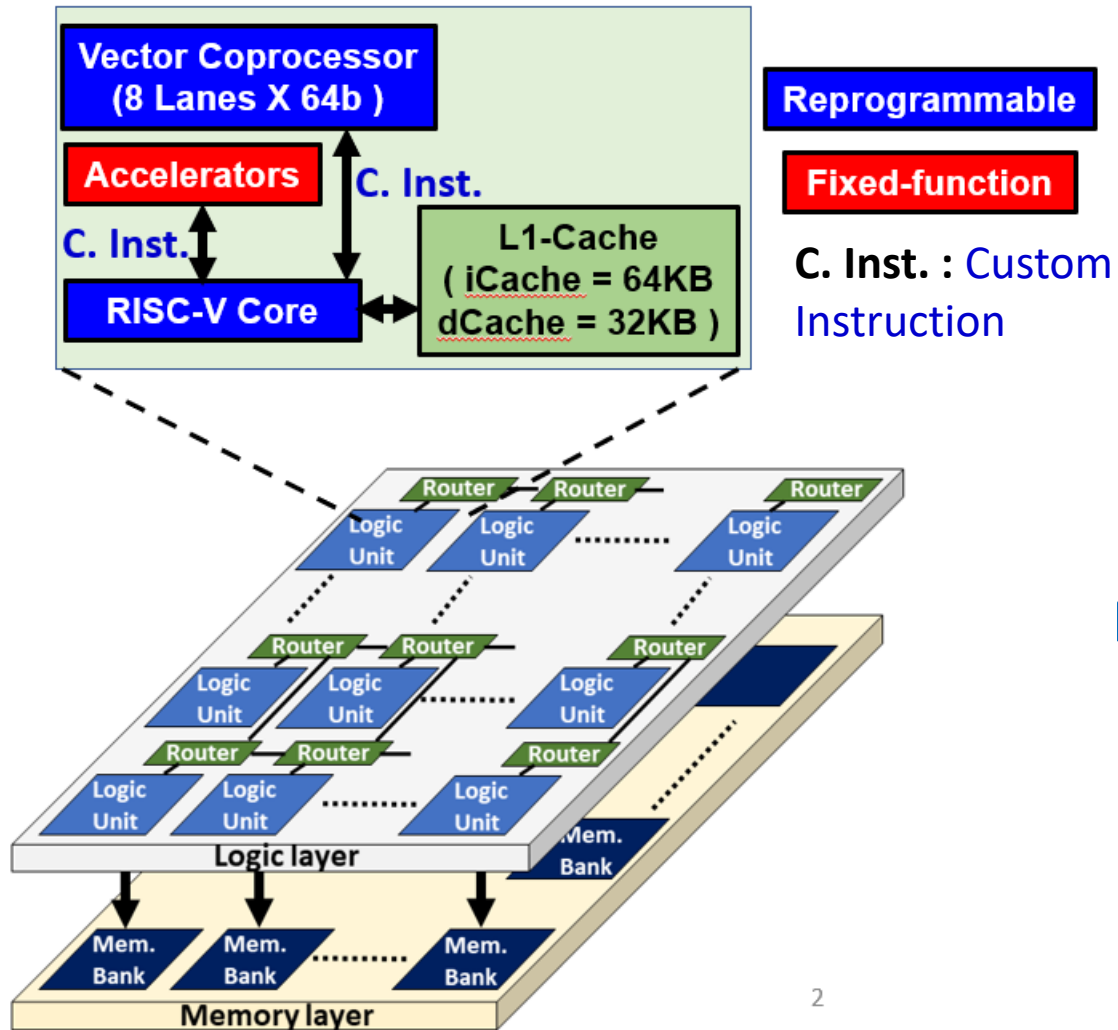 Vector Coprocessor
(8 Lanes X 64b )
Accelerators
C. Inst.
C. Inst.
RISC-V Core
L1-Cache
( iCache = 64KB
dCache = 32KB )
Reprogrammable
Fixed-function
C. Inst. : Custom
Instruction
Router
Router
Router
Logic
Unit
Logic
Unit
Logic
Unit
Router
Router
Router
Logic
Unit
Logic
Unit
Logic
Unit
Router
Router
Router
Logic
Unit
Logic
Unit
Logic
Unit
Logic layer
Mem.
Bank
Mem.
Bank
Mem.
Bank
Mem.
Bank
Memory layer
2